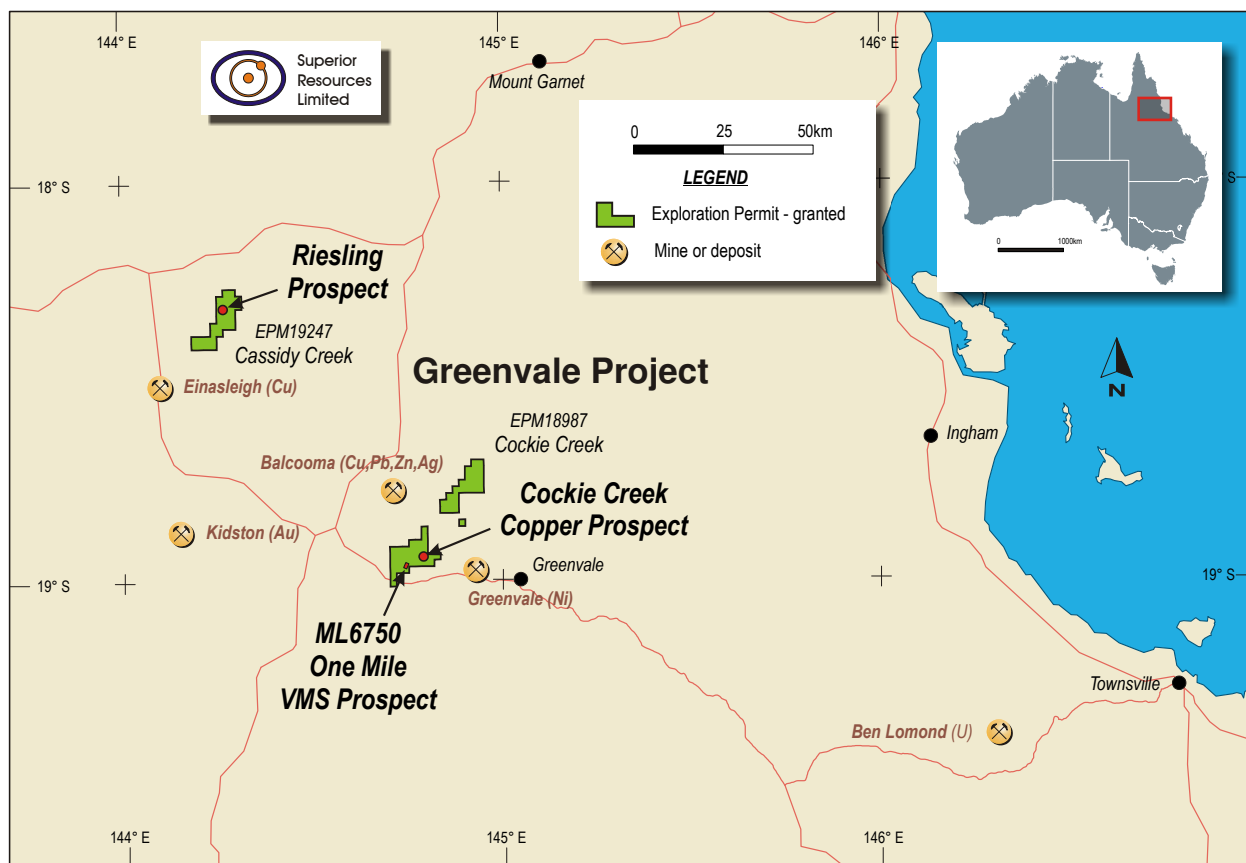 144° E
145° E
146° E
Superior
Resources
Limited
Mount Garnet
0 25 50km
LEGEND
Exploration Permit - granted
Mine or deposit
0 1000km
18° S
S
Riesling
Prospect
EPM19247
Cassidy Creek
Einasleigh (Cu)
Greenvale Project
N
EPM18987
Cockie Creek
Ingham
Balcooma (Cu,Pb,Zn,Ag)
Cockie Creek
Copper Prospect
Kidston (Au)
Greenvale
19° S
19° S
Greenvale (Ni)
ML6750
One Mile
VMS Prospect
Townsville
Ben Lomond (U)
144° E
145° E
146° E